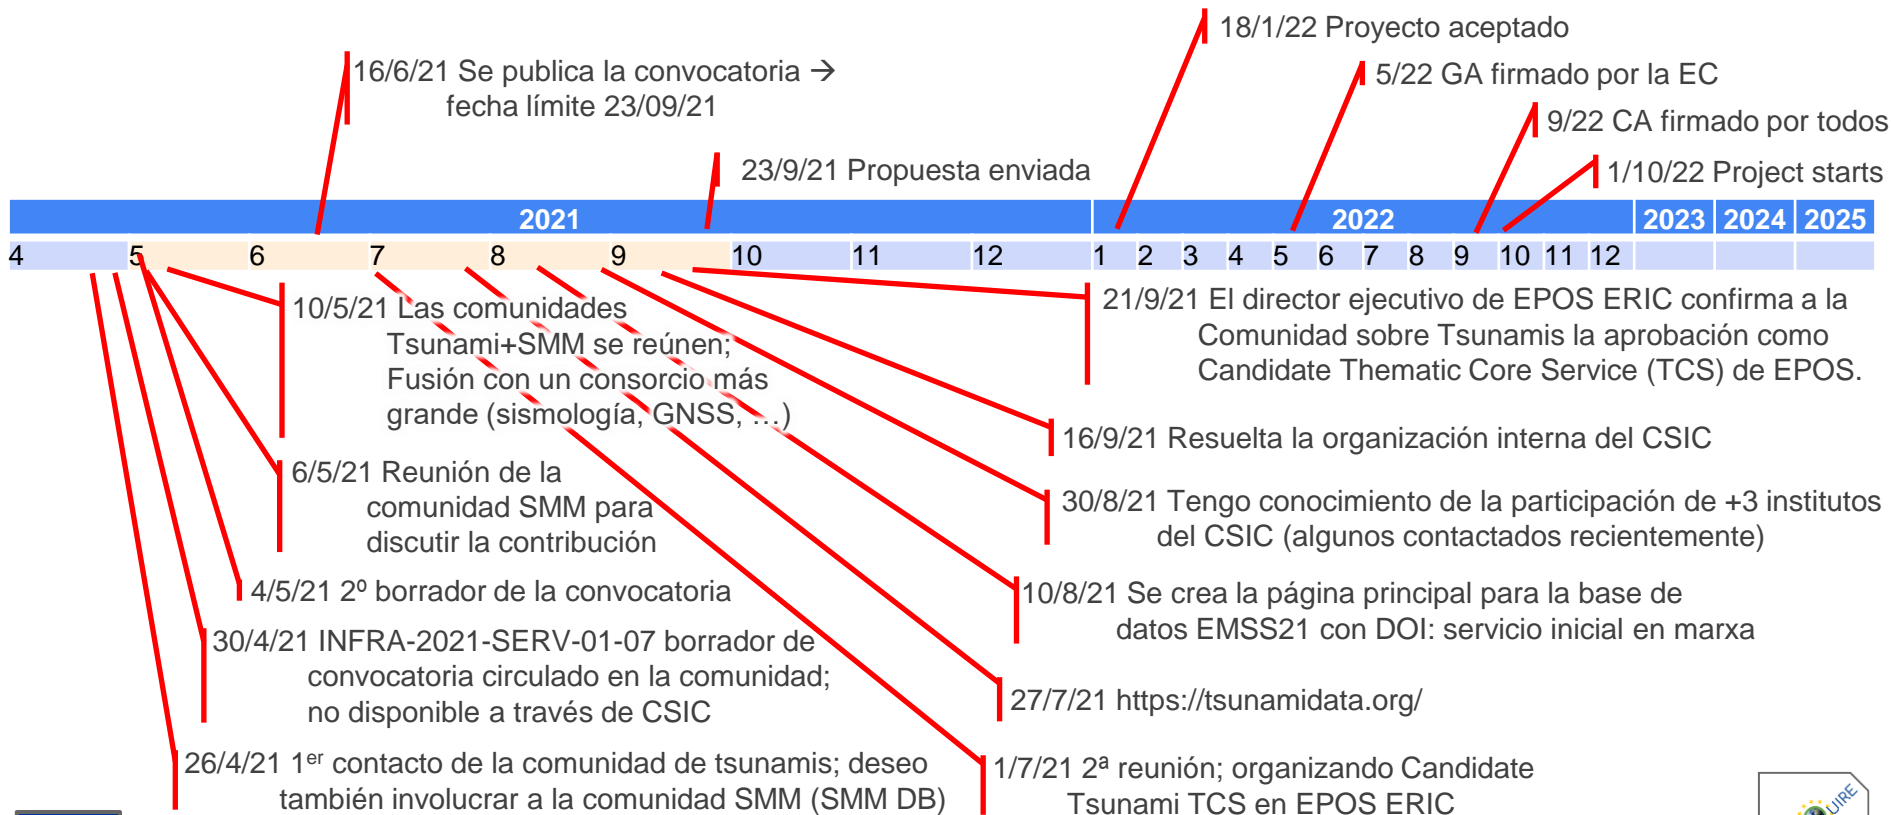 18/1/22 Proyecto aceptado
16/6/21 Se publica la convocatoria →
fecha límite 23/09/21
5/22 GA firmado por la EC
9/22 CA firmado por todos
23/9/21 Propuesta enviada
1/10/22 Project starts
2021 2022 2023 2024 2025
4 5 6 7 8 9 10 11 12 1 2 3 4 5 6 7 8 9 10 11 12
10/5/21 Las comunidades
Tsunami+SMM se reúnen;
Fusión con un consorcio más
grande (sismología, GNSS, …)
21/9/21 El director ejecutivo de EPOS ERIC confirma a la
Comunidad sobre Tsunamis la aprobación como
Candidate Thematic Core Service (TCS) de EPOS.
16/9/21 Resuelta la organización interna del CSIC
6/5/21 Reunión de la
comunidad SMM para
discutir la contribución
30/8/21 Tengo conocimiento de la participación de +3 institutos
del CSIC (algunos contactados recientemente)
4/5/21 2º borrador de la convocatoria
10/8/21 Se crea la página principal para la base de
datos EMSS21 con DOI: servicio inicial en marxa
30/4/21 INFRA-2021-SERV-01-07 borrador de
convocatoria circulado en la comunidad;
no disponible a través de CSIC
27/7/21 https://tsunamidata.org/
26/4/21 1er contacto de la comunidad de tsunamis; deseo
también involucrar a la comunidad SMM (SMM DB)
1/7/21 2ª reunión; organizando Candidate
Tsunami TCS en EPOS ERIC
UIRE